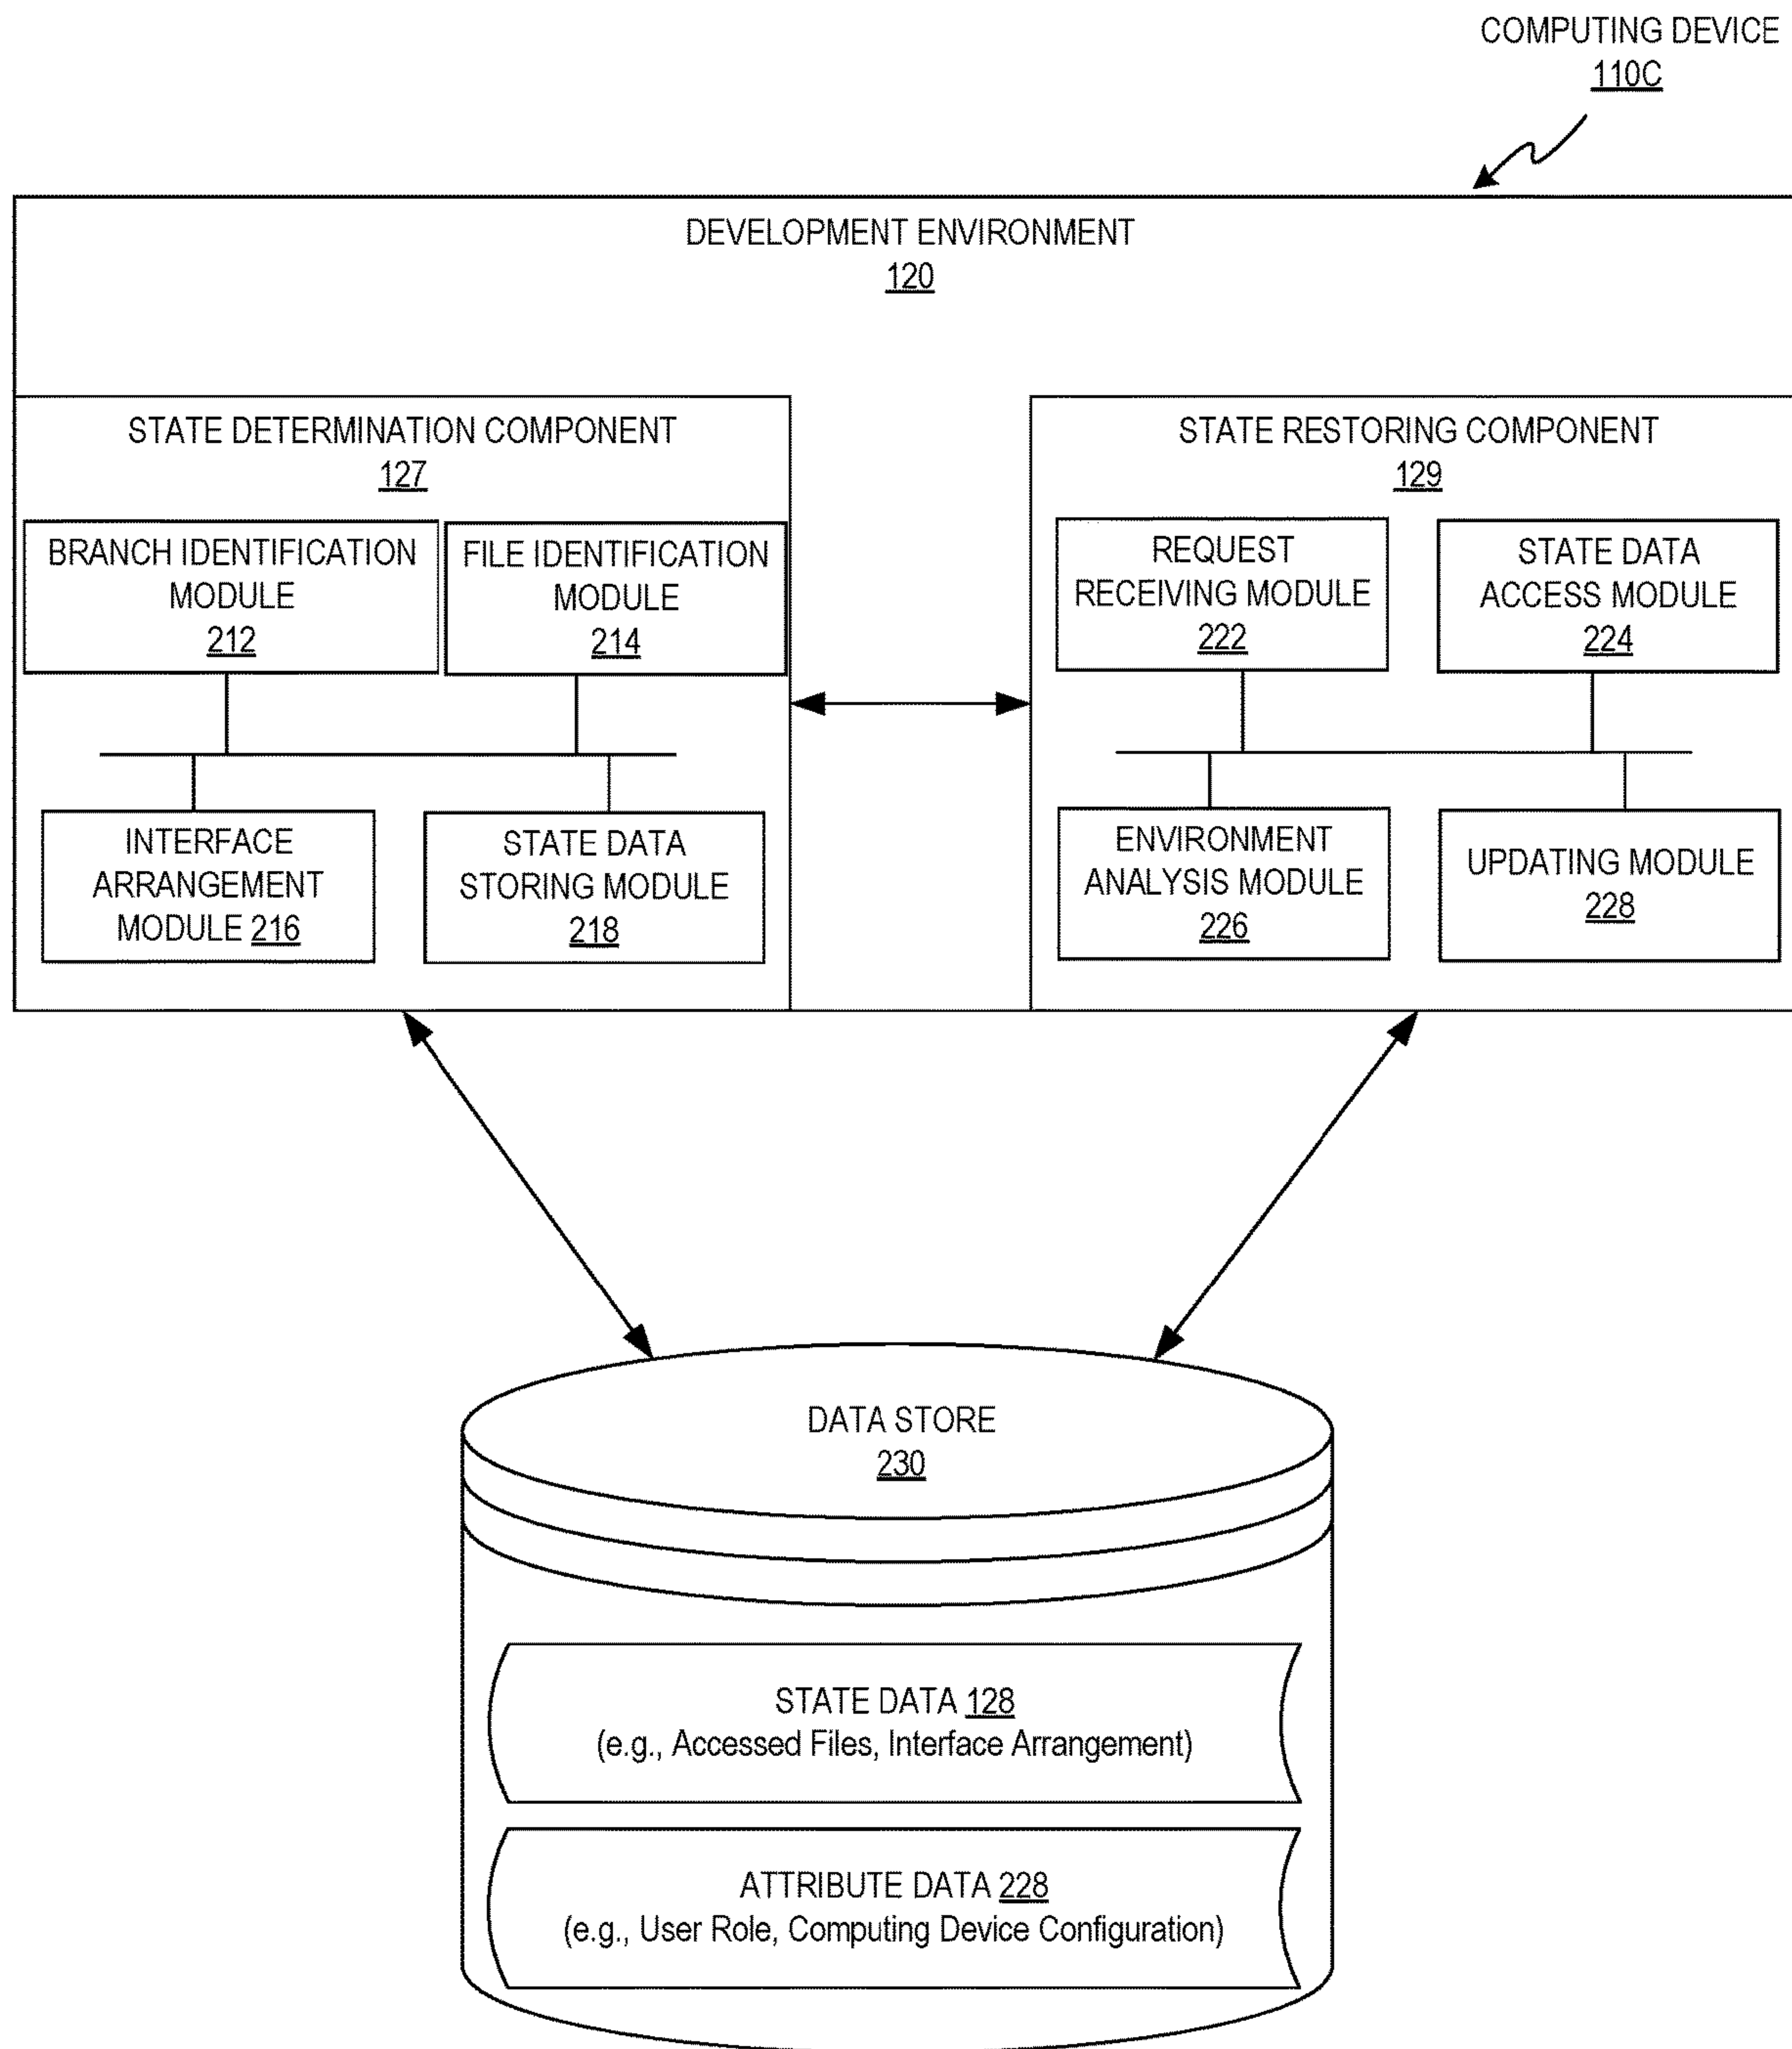 COMPUTING DEVICE
110C
DEVELOPMENT ENVIRONMENT
120
STATE DETERMINATION COMPONENT
127
BRANCH IDENTIFICATION
MODULE
212
FILE IDENTIFICATION
MODULE
214
INTERFACE
ARRANGEMENT
MODULE 216
STATE DATA
STORING MODULE
218
STATE RESTORING COMPONENT
129
REQUEST
RECEIVING MODULE
222
STATE DATA
ACCESS MODULE
224
ENVIRONMENT
ANALYSIS MODULE
226
UPDATING MODULE
228
DATA STORE
230
STATE DATA 128
(e.g., Accessed Files, Interface Arrangement)
ATTRIBUTE DATA 228
(e.g., User Role, Computing Device Configuration)